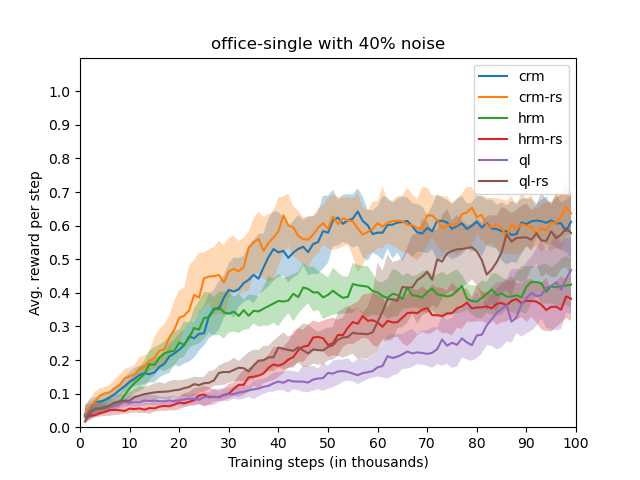 office-single with 40% noise
Avg. reward per step
1.0
0.9
0.8
0.7
0.6
0.5
0.4
0.3
0.2
0.1
0.0
crm
crm-rs
hrm
hrm-rs
ql
ql-rs
0 10 20 30 40 50 60 70 80 90 100
Training steps (in thousands)